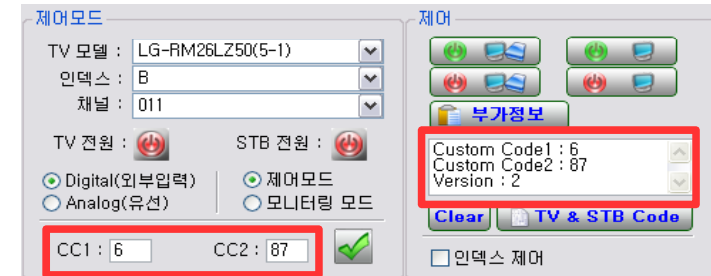 제어모드
TV 모델 : LG-RM26LZ50(5-1)
인덱스 : B
채널 : 011
TV 전원 : STB 전원 :
Digital(외부입력) 제어모드
Analog(유선) 모니터링 모드
CC1 : 6 CC2 : 87
제어
부가정보
Custom Code1 : 6
Custom Code2 : 87
Version : 2
Clear TV & STB Code
인덱스 제어